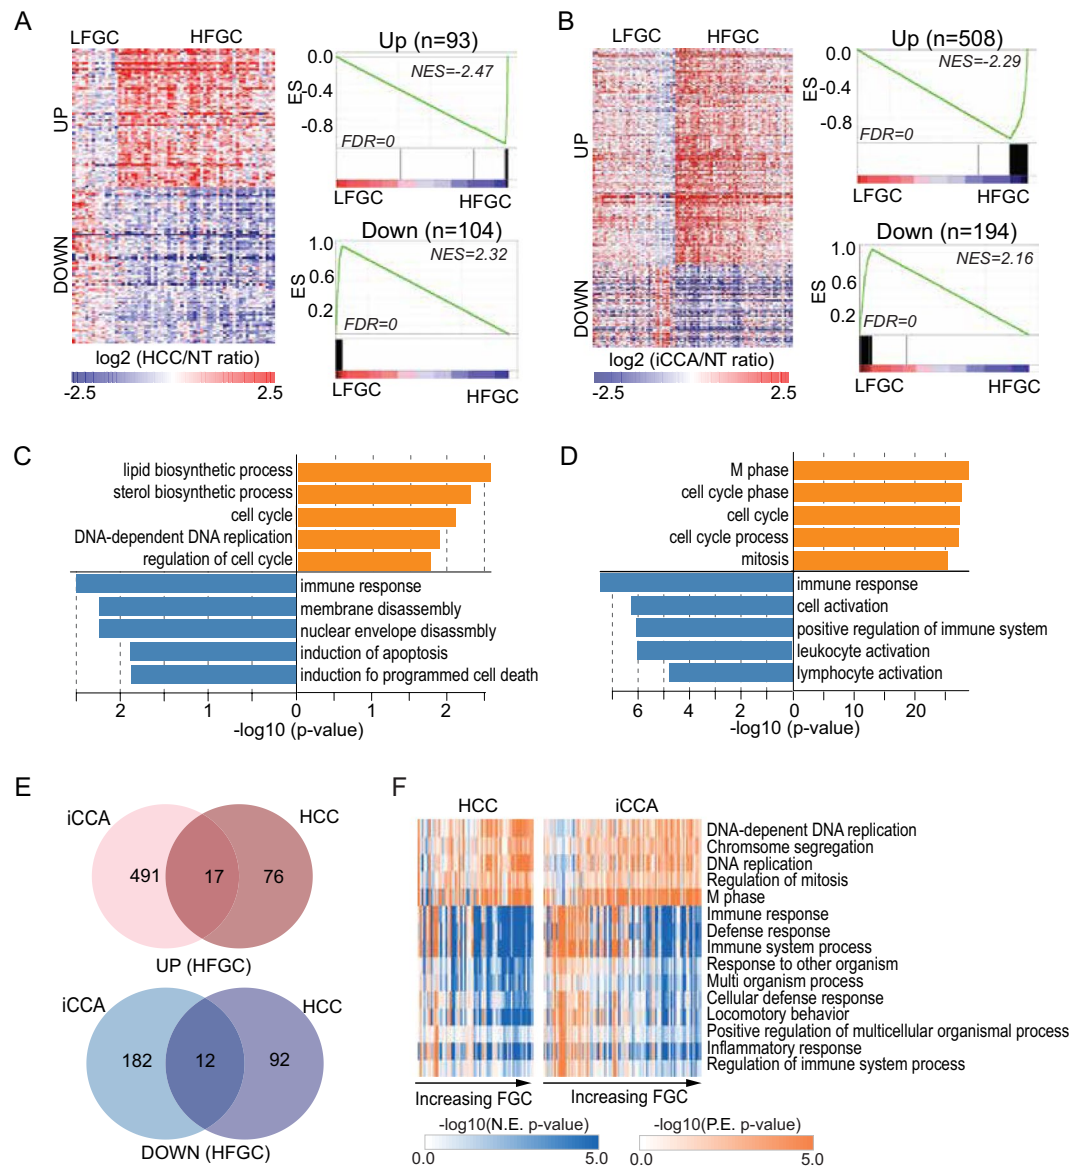 A
LFGC
HFGC
UP
DOWN
log2 (HCC/NT ratio)
-2.5
2.5
Up (n=93)
NES=-2.47
0.0
-0.4
-0.8
ES
FDR=0
LFGC
HFGC
Down (n=104)
NES=2.32
1.0
0.6
0.2
ES
FDR=0
LFGC
HFGC
B
LFGC
HFGC
UP
DOWN
log2 (iCCA/NT ratio)
-2.5
2.5
Up (n=508)
NES=-2.29
0.0
-0.4
-0.8
ES
FDR=0
LFGC
HFGC
Down (n=194)
NES=2.16
1.0
0.6
0.2
ES
FDR=0
LFGC
HFGC
C
lipid biosynthetic process
sterol biosynthetic process
cell cycle
DNA-dependent DNA replication
regulation of cell cycle
immune response
membrane disassembly
nuclear envelope disassmbly
induction of apoptosis
induction fo programmed cell death
2 1 0 1 2
-log10 (p-value)
D
M phase
cell cycle phase
cell cycle
cell cycle process
mitosis
immune response
cell activation
positive regulation of immune system
leukocyte activation
lymphocyte activation
6 4 2 0 10 20
-log10 (p-value)
E
iCCA
HCC
491 17 76
UP (HFGC)
iCCA
HCC
182 12 92
DOWN (HFGC)
F
HCC
iCCA
DNA-depenent DNA replication
Chromsome segregation
DNA replication
Regulation of mitosis
M phase
Immune response
Defense response
Immune system process
Response to other organism
Multi organism process
Cellular defense response
Locomotory behavior
Positive regulation of multicellular organismal process
Inflammatory response
Regulation of immune system process
Increasing FGC
Increasing FGC
-log10(N.E. p-value)
0.0 5.0
-log10(P.E. p-value)
0.0 5.0